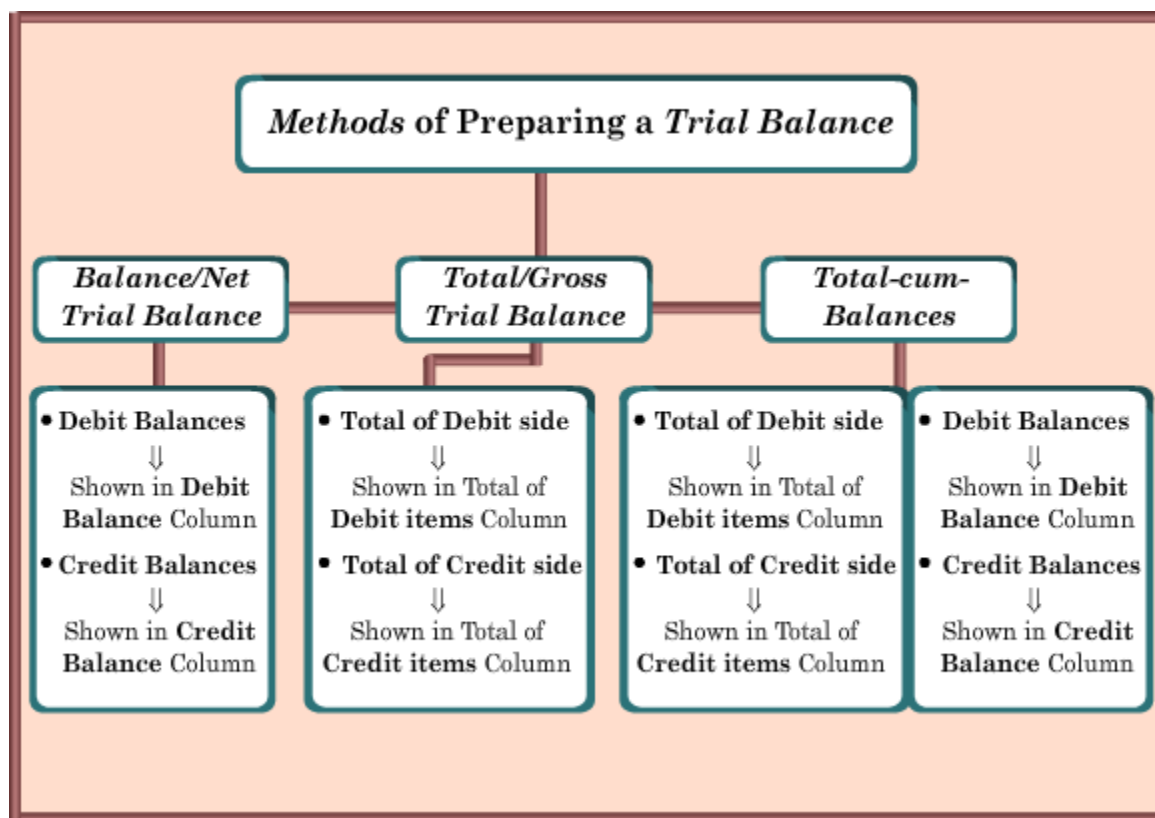 Methods of Preparing a Trial Balance
Balance/Net
Trial Balance
Total/Gross
Trial Balance
Total-cum-
Balances
• Debit Balances
⇓
Shown in Debit
Balance Column
• Credit Balances
⇓
Shown in Credit
Balance Column
• Total of Debit side
⇓
Shown in Total of
Debit items Column
• Total of Credit side
⇓
Shown in Total of
Credit items Column
• Total of Debit side
⇓
Shown in Total of
Debit items Column
• Total of Credit side
⇓
Shown in Total of
Credit items Column
• Debit Balances
⇓
Shown in Debit
Balance Column
• Credit Balances
⇓
Shown in Credit
Balance Column